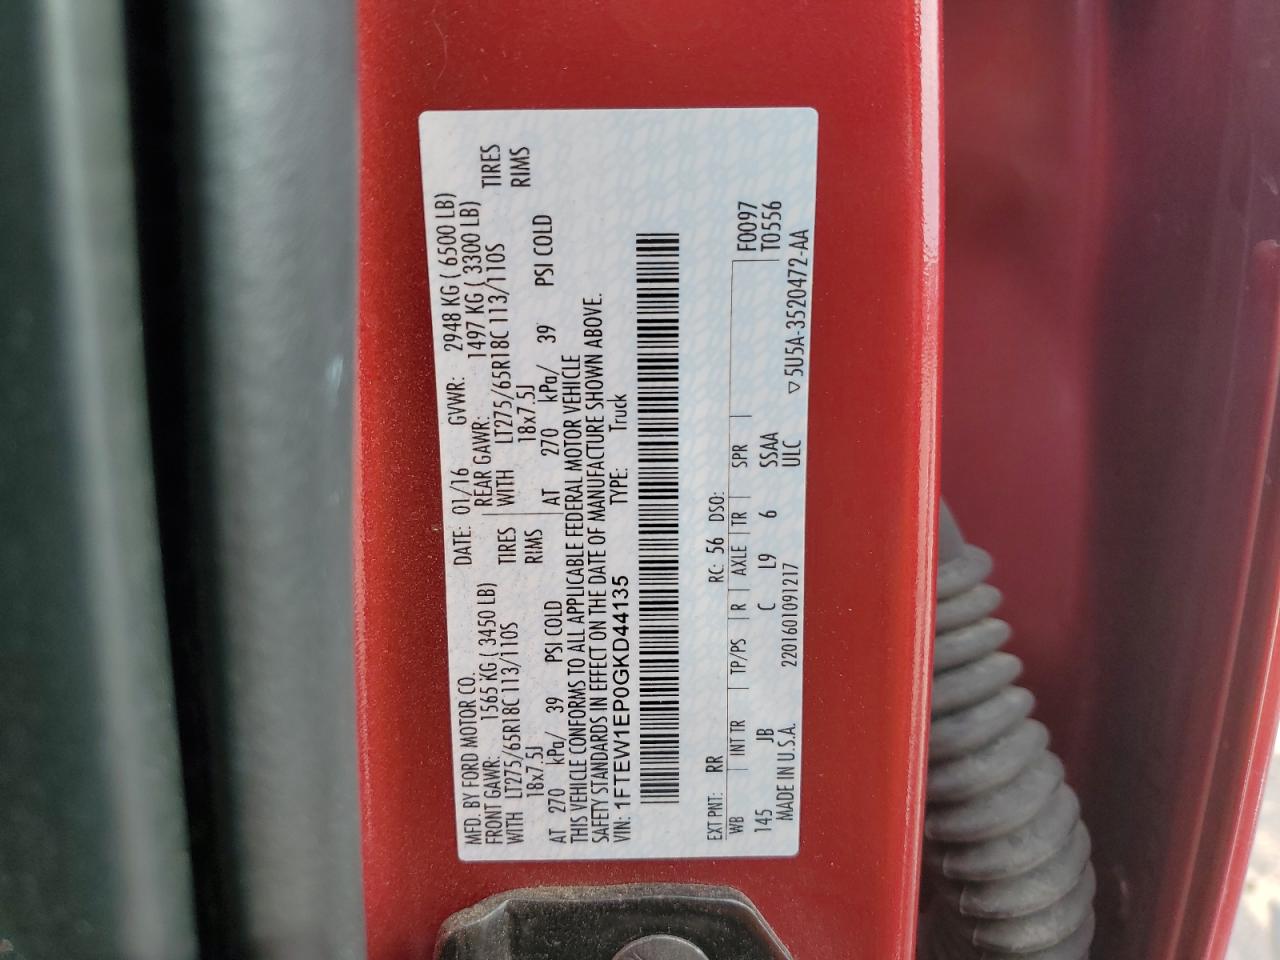 MFD. BY FORD MOTOR CO. DATE: 01/16 GVWR: 2948 KG ( 6500 LB)
FRONT GAWR: 1565 KG ( 3450 LB) REAR GAWR: 1497 KG ( 3300 LB)
WITH LT275/65R18C 113/110S TIRES WITH LT275/65R18C 113/110S TIRES
18x7.5J RIMS 18x7.5J RIMS
AT 270 kPa/ 39 PSI COLD AT 270 kPa/ 39 PSI COLD
THIS VEHICLE CONFORMS TO ALL APPLICABLE FEDERAL MOTOR VEHICLE
SAFETY STANDARDS IN EFFECT ON THE DATE OF MANUFACTURE SHOWN ABOVE.
VIN: 1FTEW1EP0GKD44135 TYPE: Truck
EXT PNT: RR RC: 56 DSO: F0097
WB INT TR TP/PS R AXLE TR SPR T0556
145 JB C L9 6 SSAA
MADE IN U.S.A. 2201601091217 ULC ▽5U5A-3520472-AA